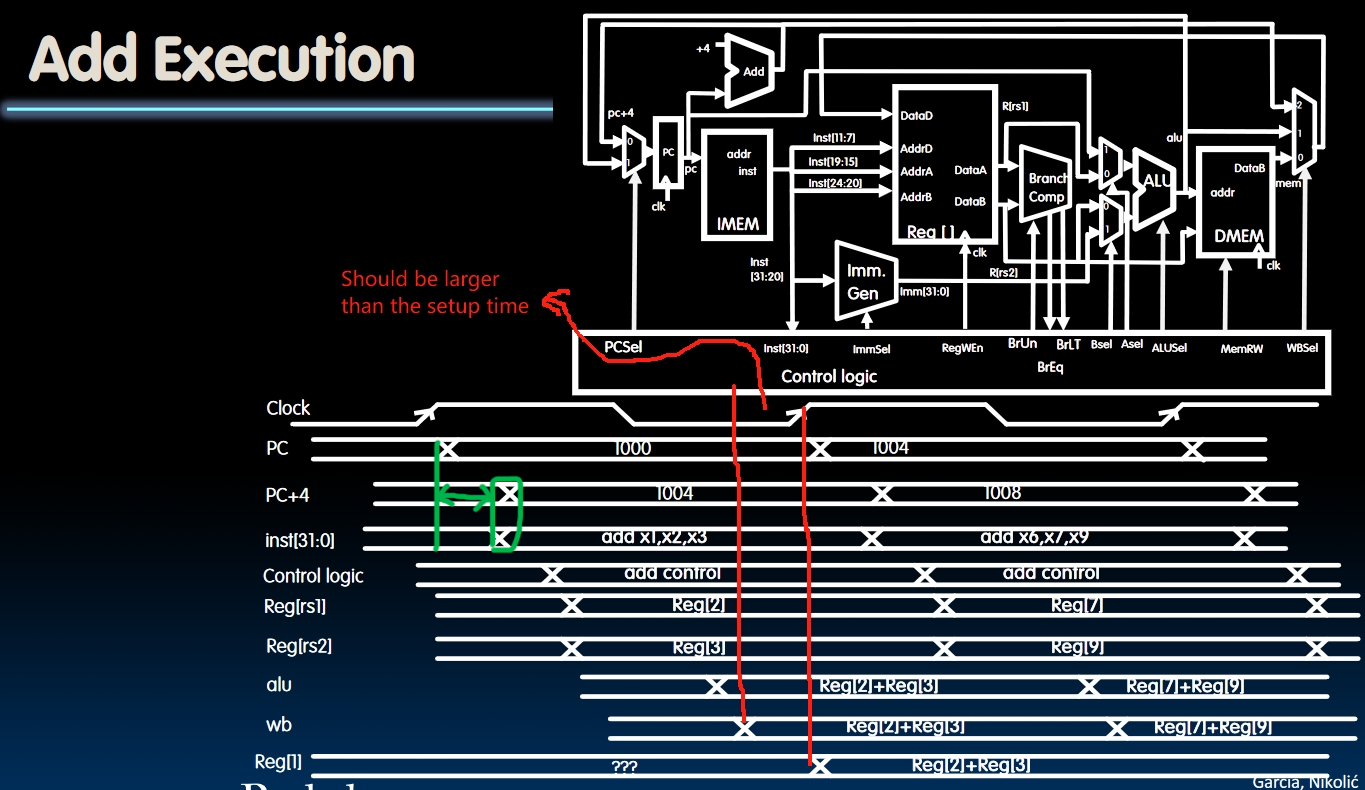 Add Execution
+4
Add
pc+4
0
1
PC
pc
clk
addr
inst
IMEM
Inst[11:7]
Inst[19:15]
Inst[24:20]
DataD
AddrD
AddrA
AddrB
DataA
DataB
Reg [ ]
clk
R[rs1]
R[rs2]
Branch
Comp
1
0
0
1
ALU
alu
DataB
addr
DMEM
clk
mem
2
1
0
Inst
[31:20]
Imm.
Gen
Imm[31:0]
Should be larger
than the setup time
PCSel
Inst[31:0]
ImmSel
RegWEn
BrUn
BrEq
BrLT
Bsel
Asel
ALUSel
MemRW
WBSel
Control logic
Clock
PC 1000 1004
PC+4 1004 1008
inst[31:0] add x1,x2,x3 add x6,x7,x9
Control logic add control add control
Reg[rs1] Reg[2] Reg[7]
Reg[rs2] Reg[3] Reg[9]
alu Reg[2]+Reg[3] Reg[7]+Reg[9]
wb Reg[2]+Reg[3] Reg[7]+Reg[9]
Reg[1] ??? Reg[2]+Reg[3]
Garcia, Nikolić